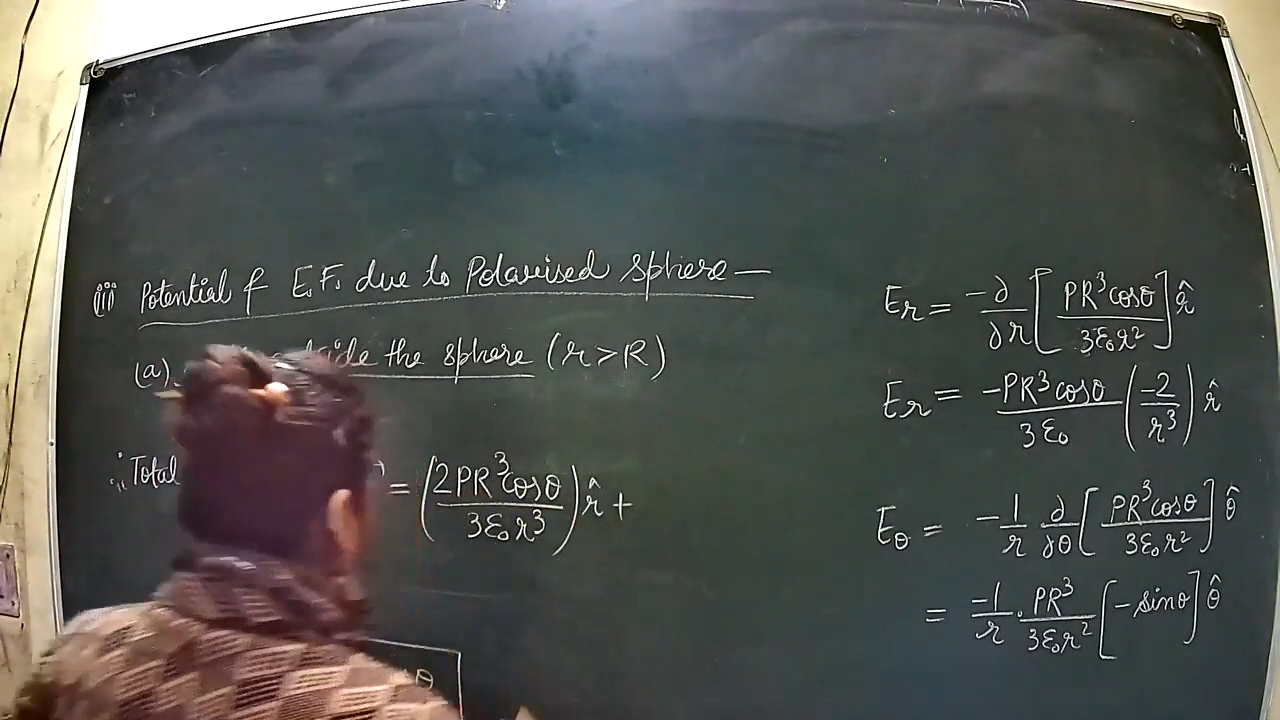 (iii) Potential & E.F. due to Polarised Sphere —
(a) the sphere (r > R)
∴ Total = (2PR³cosθ / 3ε₀r³) r̂ +
θ
Er = -∂/∂r [PR³cosθ / 3ε₀r²] r̂
Er = -PR³cosθ / 3ε₀ (-2/r³) r̂
Eθ = -1/r ∂/∂θ [PR³cosθ / 3ε₀r²] θ̂
= -1/r . PR³ / 3ε₀r² [-sinθ] θ̂